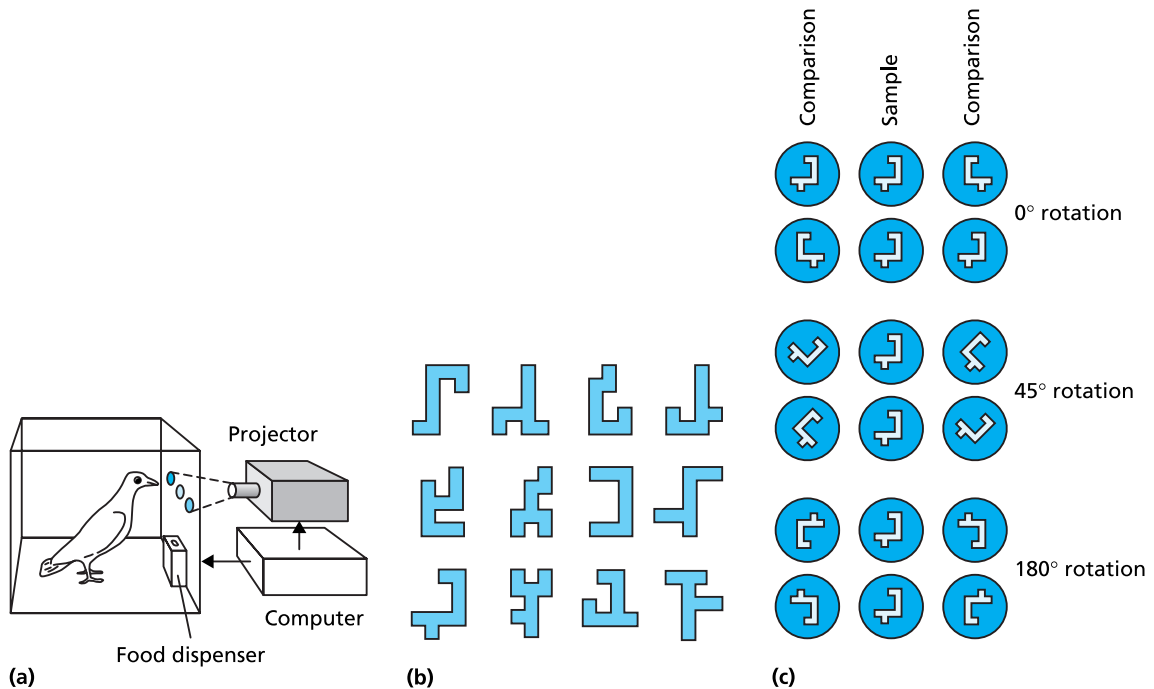 Comparison
Sample
Comparison
0° rotation
45° rotation
180° rotation
Projector
Computer
Food dispenser
(a)
(b)
(c)